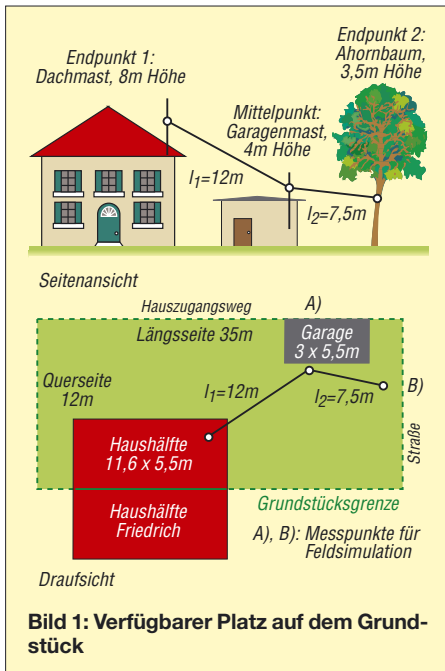 Endpunkt 1:
Dachmast, 8m Höhe
Endpunkt 2:
Ahornbaum,
3,5m Höhe
Mittelpunkt:
Garagenmast,
4m Höhe
l1=12m
l2=7,5m
Seitenansicht
Hauszugangsweg
A)
Längsseite 35m
Garage
3 x 5,5m
Querseite
12m
l1=12m
l2=7,5m
B)
Straße
Haushälfte
11,6 x 5,5m
Grundstücksgrenze
Haushälfte
Friedrich
A), B): Messpunkte für
Feldsimulation
Draufsicht
Bild 1: Verfügbarer Platz auf dem Grund-
stück